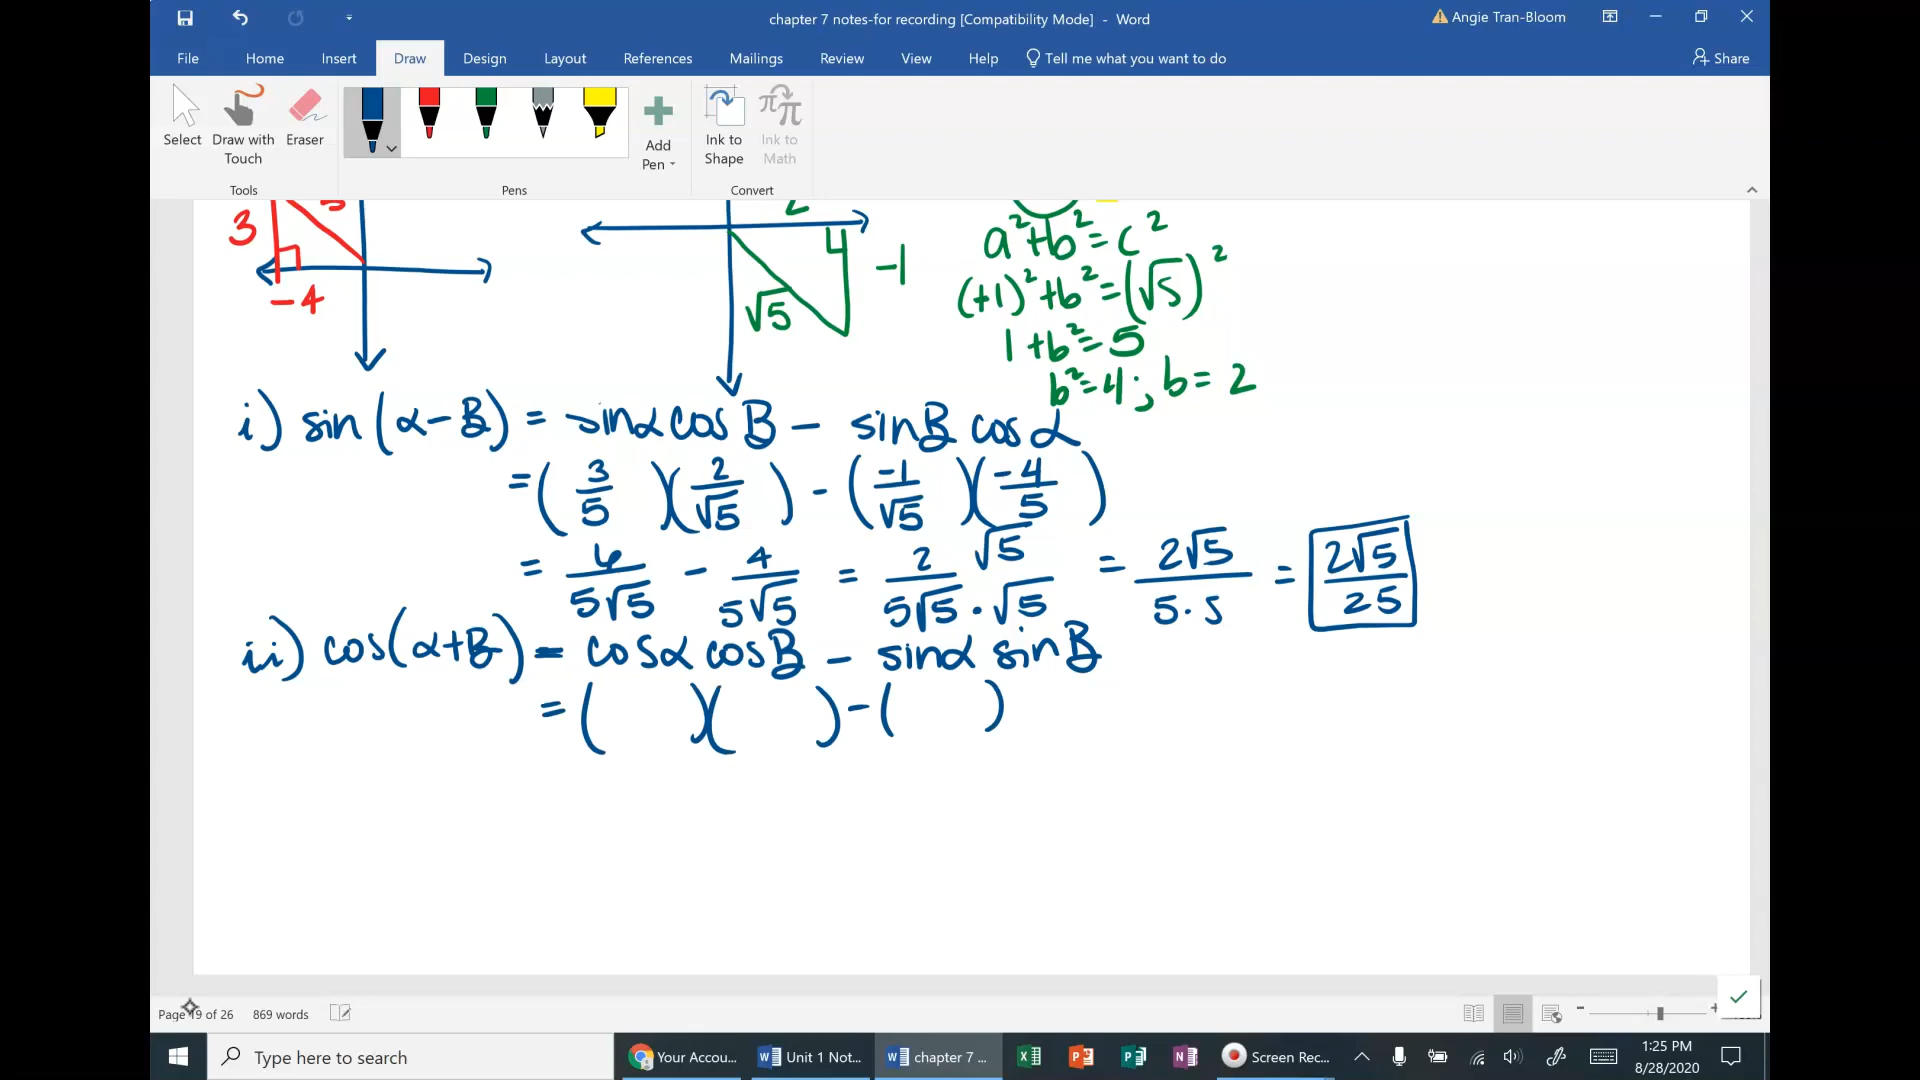 chapter 7 notes-for recording [Compatibility Mode] - Word
Angie Tran-Bloom
File Home Insert Draw Design Layout References Mailings Review View Help Tell me what you want to do
Share
Select Draw with Touch Eraser
Add Pen
Ink to Shape Ink to Math
Tools Pens Convert
3
-4
2
-1
√5
a²+b²=c²
(+1)²+b²=(√5)²
1+b²=5
b²=4; b=2
i) sin(α-B) = sinα cos B - sinB cos α
=(3/5)(2/√5) - (-1/√5)(-4/5)
= 6/5√5 - 4/5√5 = 2/5√5 · √5/√5 = 2√5/5·5 = 2√5/25
ii) cos(α+B) = cosα cosB - sinα sinB
= ( )( ) - ( )
Page 19 of 26 869 words
Type here to search
Your Accou...
Unit 1 Not...
chapter 7 ...
Screen Rec...
1:25 PM
8/28/2020